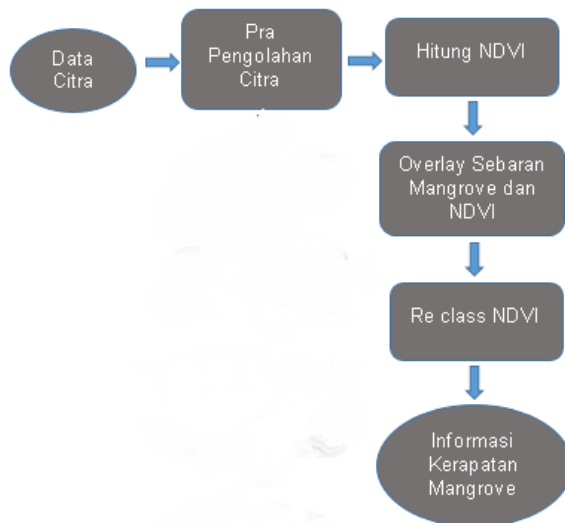 Data
Citra
Pra
Pengolahan
Citra
Hitung NDVI
Overlay Sebaran
Mangrove dan
NDVI
Re class NDVI
Informasi
Kerapatan
Mangrove